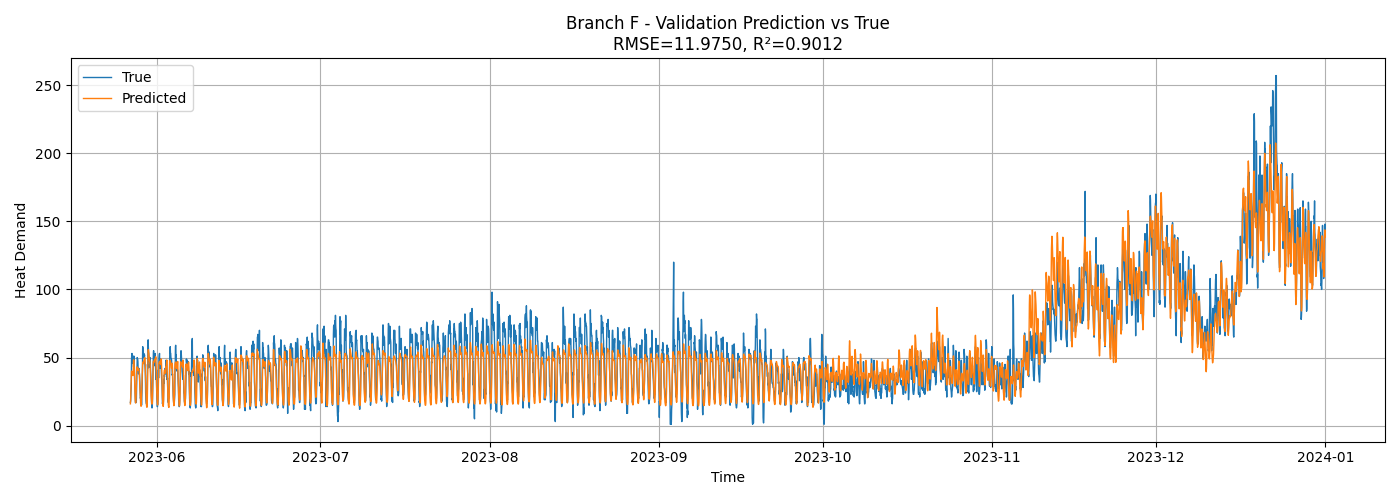 Branch F - Validation Prediction vs True
RMSE=11.9750, R²=0.9012
True
Predicted
250
200
150
100
50
0
Heat Demand
2023-06 2023-07 2023-08 2023-09 2023-10 2023-11 2023-12 2024-01
Time